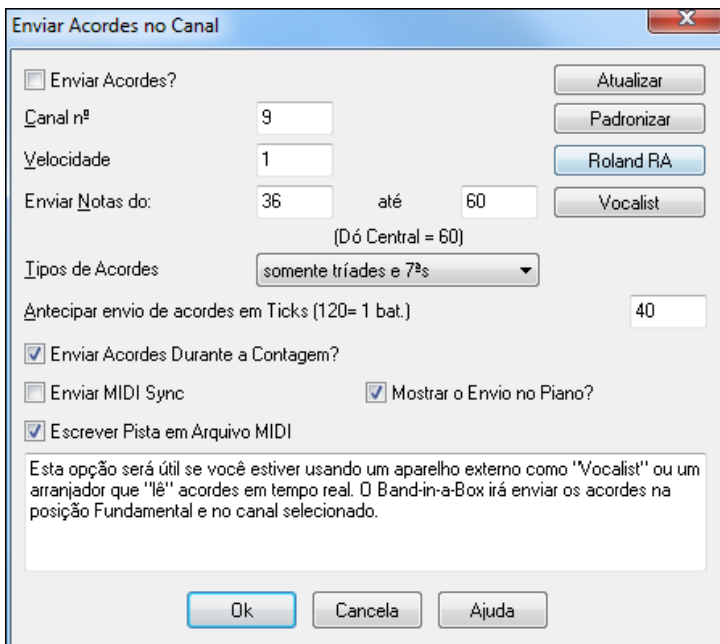 Enviar Acordes no Canal
Enviar Acordes?
Atualizar
Canal nº
9
Padronizar
Velocidade
1
Roland RA
Enviar Notas do:
36
até
60
Vocalist
(Dó Central = 60)
Tipos de Acordes
somente tríades e 7ªs
Antecipar envio de acordes em Ticks (120= 1 bat.)
40
Enviar Acordes Durante a Contagem?
Enviar MIDI Sync
Mostrar o Envio no Piano?
Escrever Pista em Arquivo MIDI
Esta opção será útil se você estiver usando um aparelho externo como "Vocalist" ou um
arranjador que "lê" acordes em tempo real. O Band-in-a-Box irá enviar os acordes na
posição Fundamental e no canal selecionado.
Ok
Cancela
Ajuda